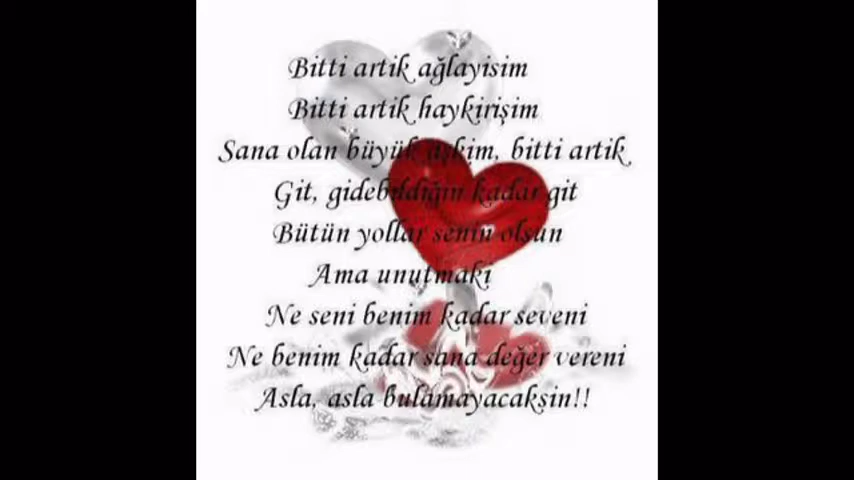 Bitti artik ağlayisim
Bitti artik haykirişim
Sana olan büyük aşkim, bitti artik
Git, gidebildiğin kadar git
Bütün yollar senin olsun
Ama unutmaki
Ne seni benim kadar seveni
Ne benim kadar sana değer vereni
Asla, asla bulamayacaksin!!